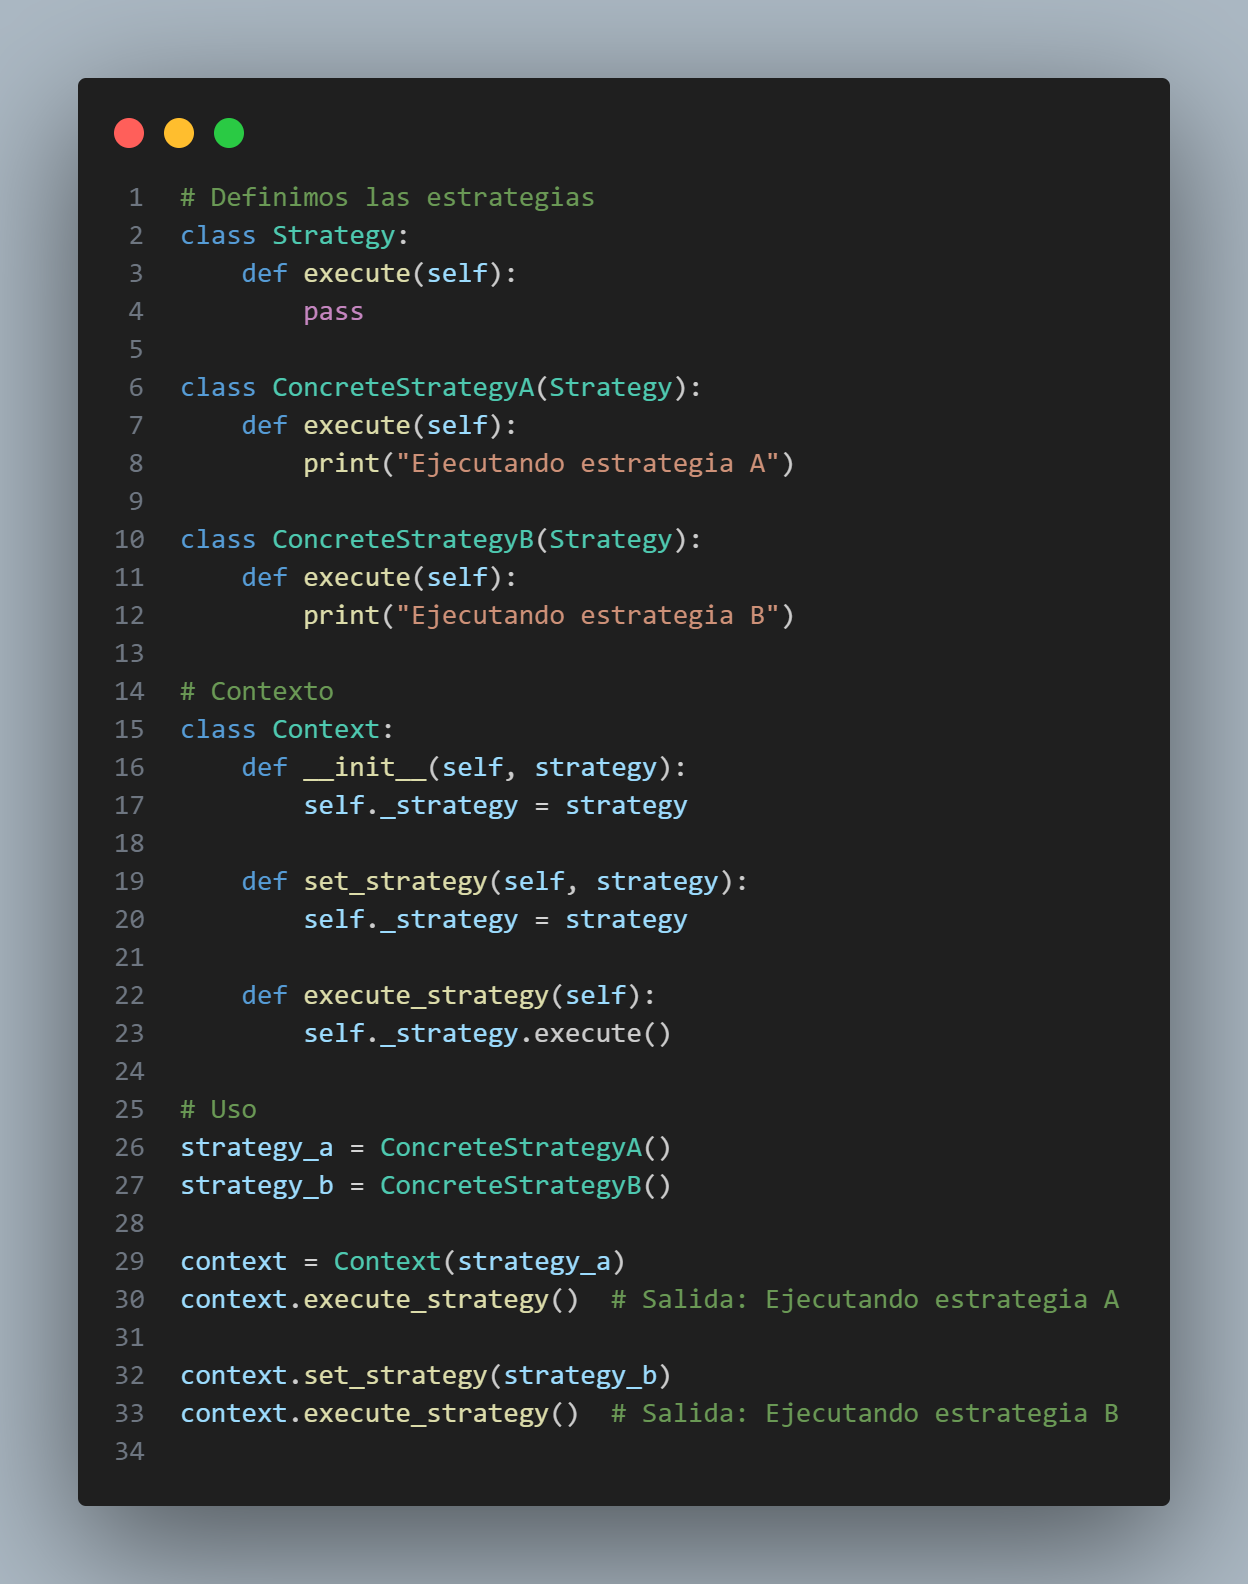 1 # Definimos las estrategias
2 class Strategy:
3     def execute(self):
4         pass
5
6 class ConcreteStrategyA(Strategy):
7     def execute(self):
8         print("Ejecutando estrategia A")
9
10 class ConcreteStrategyB(Strategy):
11     def execute(self):
12         print("Ejecutando estrategia B")
13
14 # Contexto
15 class Context:
16     def __init__(self, strategy):
17         self._strategy = strategy
18
19     def set_strategy(self, strategy):
20         self._strategy = strategy
21
22     def execute_strategy(self):
23         self._strategy.execute()
24
25 # Uso
26 strategy_a = ConcreteStrategyA()
27 strategy_b = ConcreteStrategyB()
28
29 context = Context(strategy_a)
30 context.execute_strategy()  # Salida: Ejecutando estrategia A
31
32 context.set_strategy(strategy_b)
33 context.execute_strategy()  # Salida: Ejecutando estrategia B
34